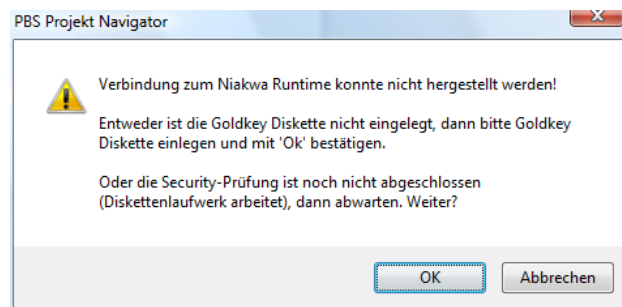 PBS Projekt Navigator
Verbindung zum Niakwa Runtime konnte nicht hergestellt werden!
Entweder ist die Goldkey Diskette nicht eingelegt, dann bitte Goldkey
Diskette einlegen und mit 'Ok' bestätigen.
Oder die Security-Prüfung ist noch nicht abgeschlossen
(Diskettenlaufwerk arbeitet), dann abwarten. Weiter?
OK
Abbrechen